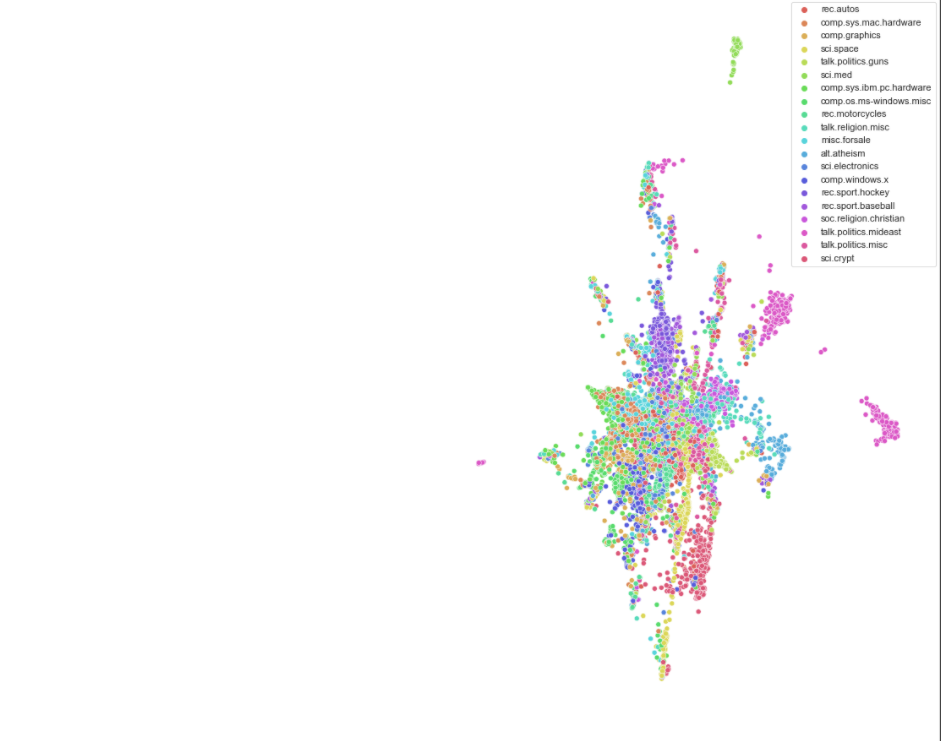 rec.autos
comp.sys.mac.hardware
comp.graphics
sci.space
talk.politics.guns
sci.med
comp.sys.ibm.pc.hardware
comp.os.ms-windows.misc
rec.motorcycles
talk.religion.misc
misc.forsale
alt.atheism
sci.electronics
comp.windows.x
rec.sport.hockey
rec.sport.baseball
soc.religion.christian
talk.politics.mideast
talk.politics.misc
sci.crypt